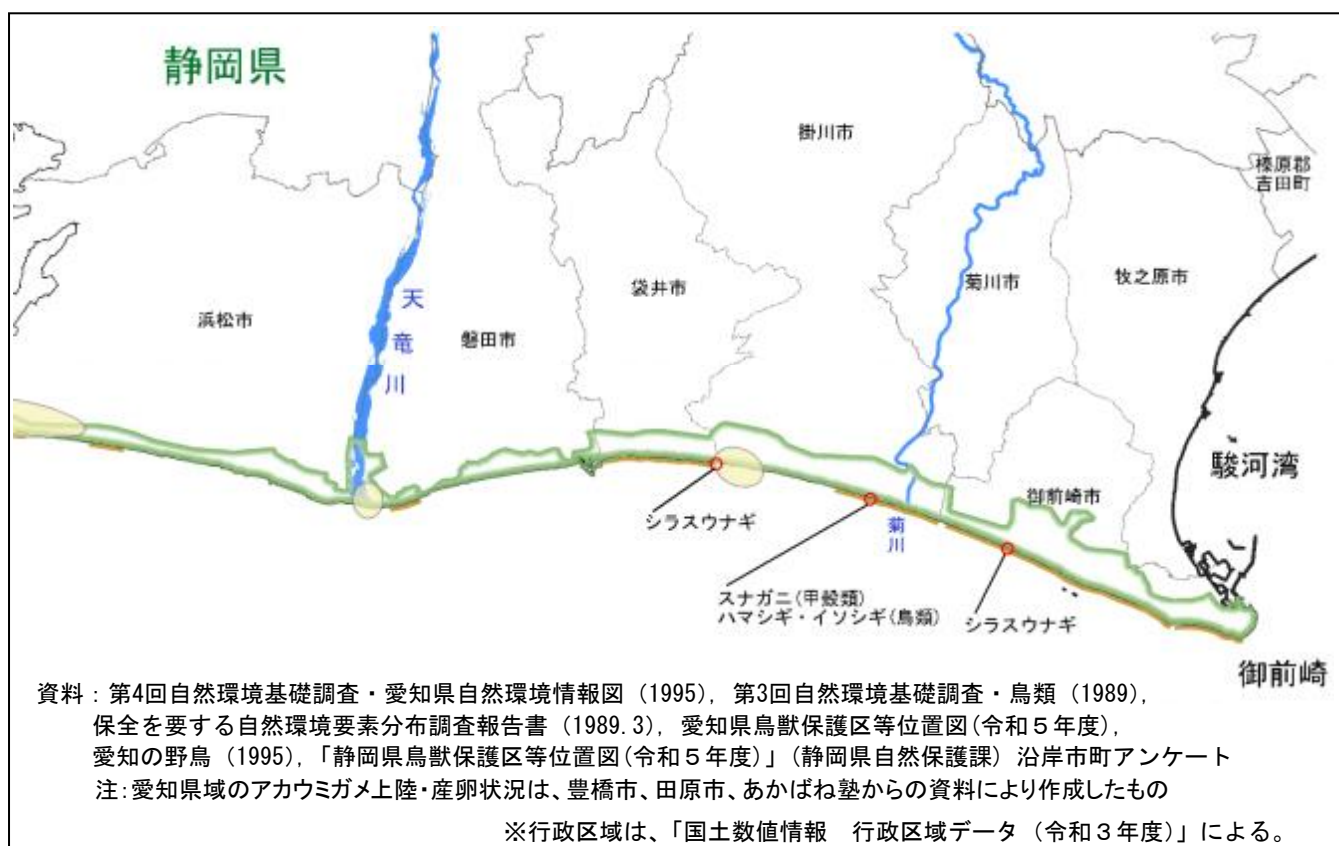 静岡県
掛川市
榛原郡
吉田町
袋井市
菊川市
牧之原市
浜松市
天竜川
磐田市
駿河湾
御前崎市
シラスウナギ
菊川
スナガニ(甲殻類)
ハマシギ・イソシギ(鳥類)
シラスウナギ
御前崎
資料：第4回自然環境基礎調査・愛知県自然環境情報図（1995)，第3回自然環境基礎調査・鳥類（1989)，
保全を要する自然環境要素分布調査報告書（1989.3)，愛知県鳥獣保護区等位置図(令和５年度)，
愛知の野鳥（1995)，「静岡県鳥獣保護区等位置図(令和５年度)」（静岡県自然保護課）沿岸市町アンケート
注：愛知県域のアカウミガメ上陸・産卵状況は、豊橋市、田原市、あかばね塾からの資料により作成したもの
※行政区域は、「国土数値情報　行政区域データ（令和３年度）」による。